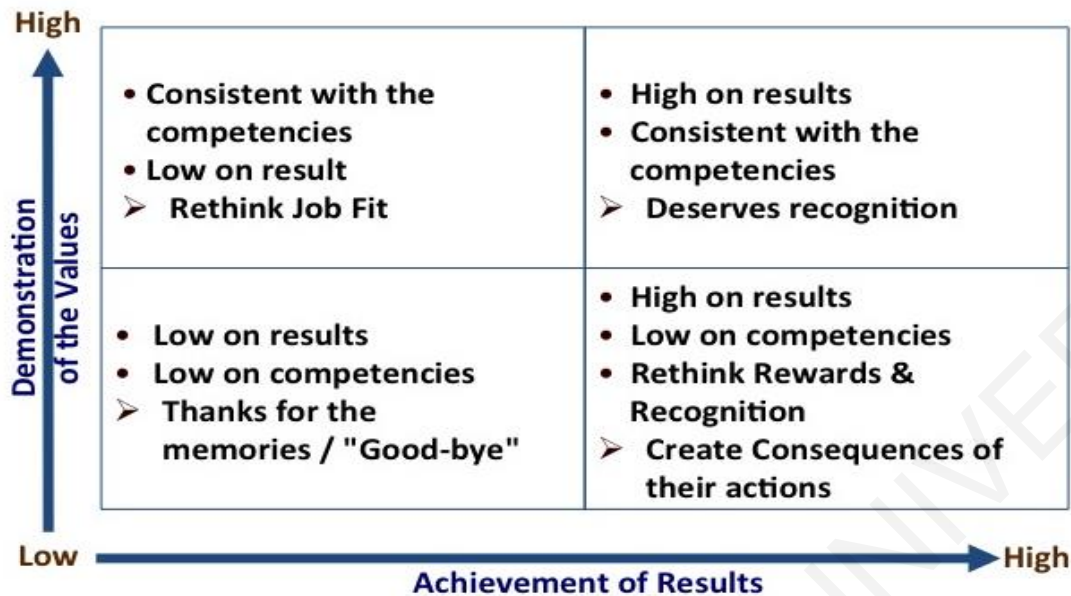 High
• Consistent with the
competencies
• Low on result
➢ Rethink Job Fit
• High on results
• Consistent with the
competencies
➢ Deserves recognition
Demonstration
of the Values
• Low on results
• Low on competencies
➢ Thanks for the
memories / "Good-bye"
• High on results
• Low on competencies
• Rethink Rewards &
Recognition
➢ Create Consequences of
their actions
Low
High
Achievement of Results